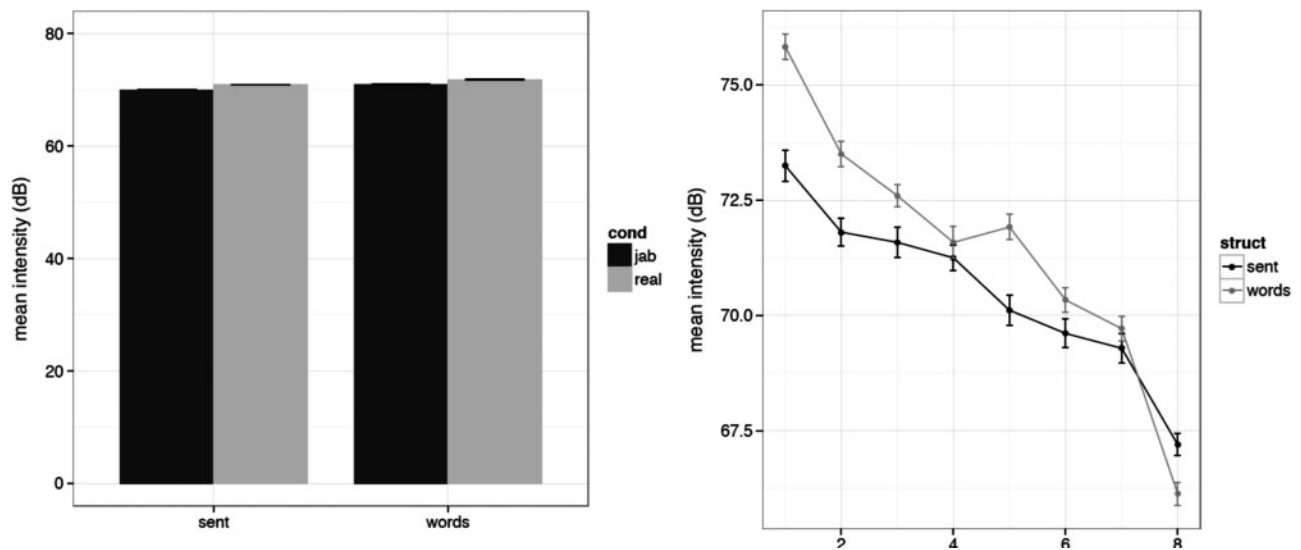 80
60
40
20
0
mean intensity (dB)
sent
words
cond
jab
real
75.0
72.5
70.0
67.5
mean intensity (dB)
2
4
6
8
struct
sent
words